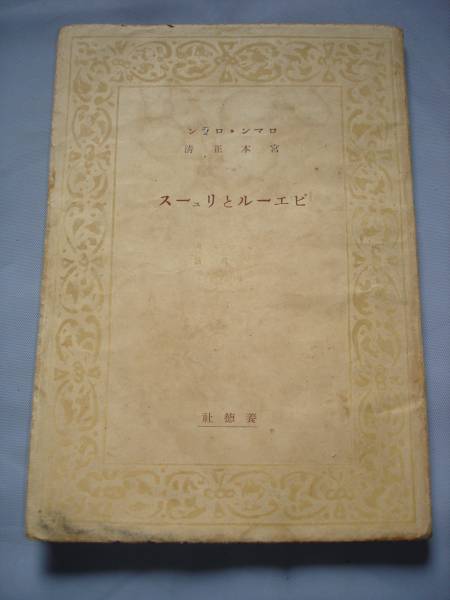 ロマン・ロラン
宮本正清
ピエールとリュース
養徳社